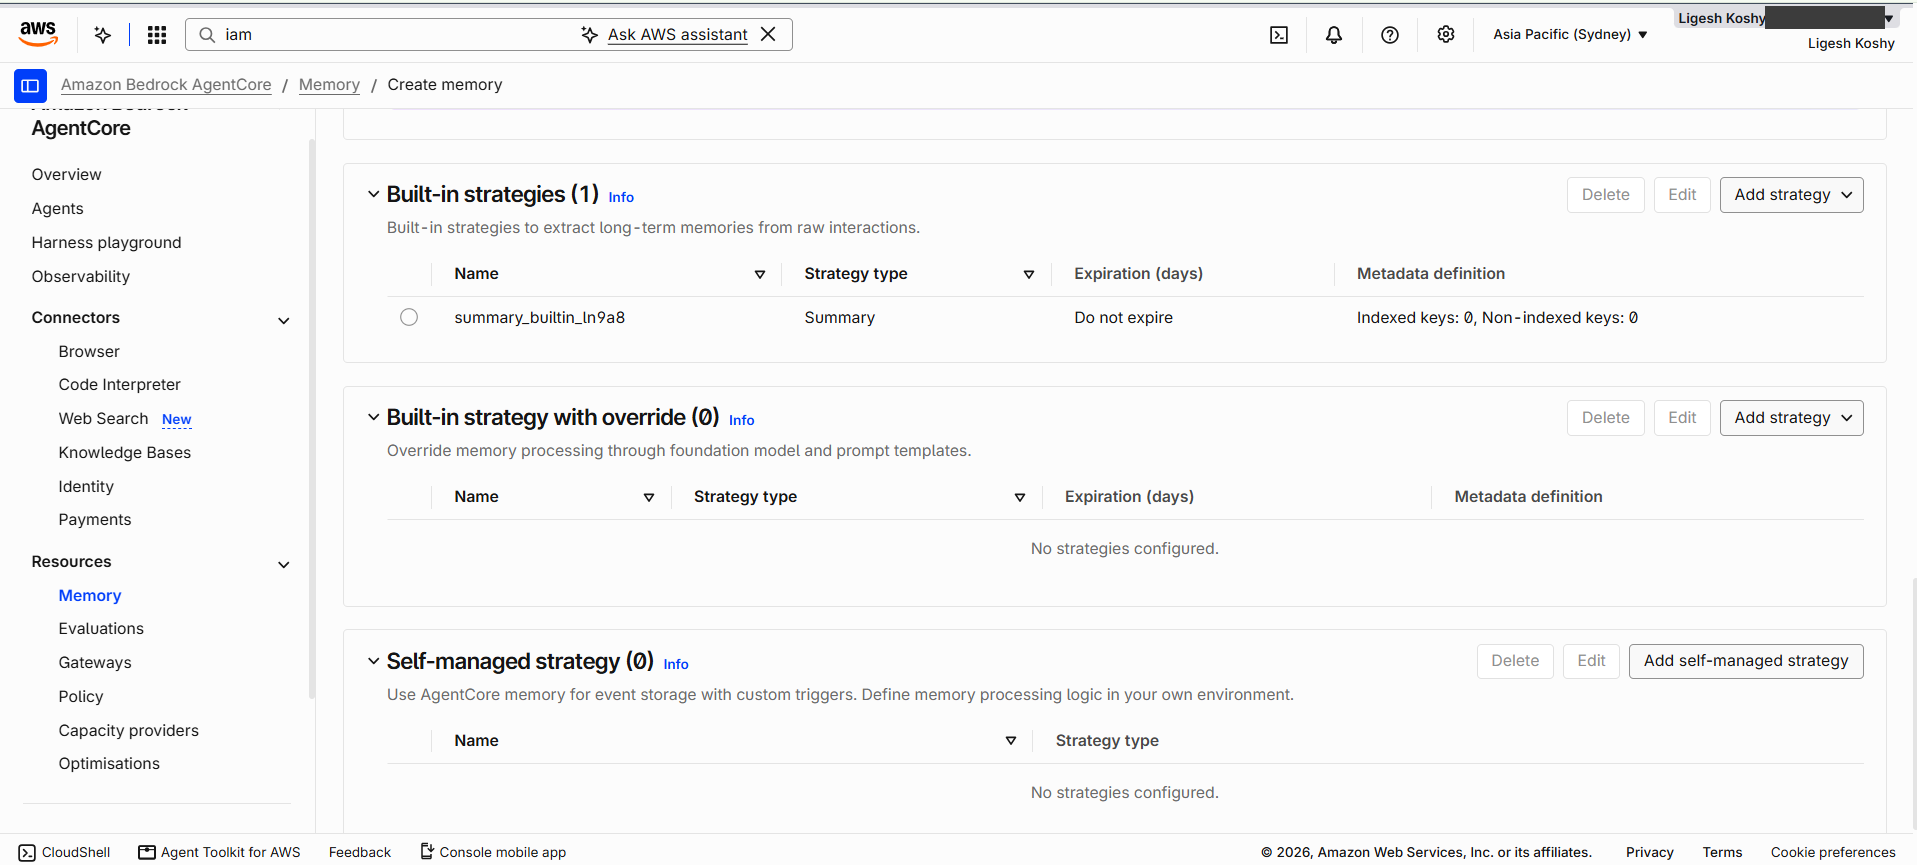 aws
iam
Ask AWS assistant
Asia Pacific (Sydney)
Ligesh Koshy
Ligesh Koshy
Amazon Bedrock AgentCore / Memory / Create memory
Amazon Bedrock
AgentCore
Overview
Agents
Harness playground
Observability
Connectors
Browser
Code Interpreter
Web Search New
Knowledge Bases
Identity
Payments
Resources
Memory
Evaluations
Gateways
Policy
Capacity providers
Optimisations
Built-in strategies (1) Info
Delete Edit Add strategy
Built-in strategies to extract long-term memories from raw interactions.
Name Strategy type Expiration (days) Metadata definition
summary_builtin_ln9a8 Summary Do not expire Indexed keys: 0, Non-indexed keys: 0
Built-in strategy with override (0) Info
Delete Edit Add strategy
Override memory processing through foundation model and prompt templates.
Name Strategy type Expiration (days) Metadata definition
No strategies configured.
Self-managed strategy (0) Info
Delete Edit Add self-managed strategy
Use AgentCore memory for event storage with custom triggers. Define memory processing logic in your own environment.
Name Strategy type
No strategies configured.
CloudShell Agent Toolkit for AWS Feedback Console mobile app
© 2026, Amazon Web Services, Inc. or its affiliates. Privacy Terms Cookie preferences